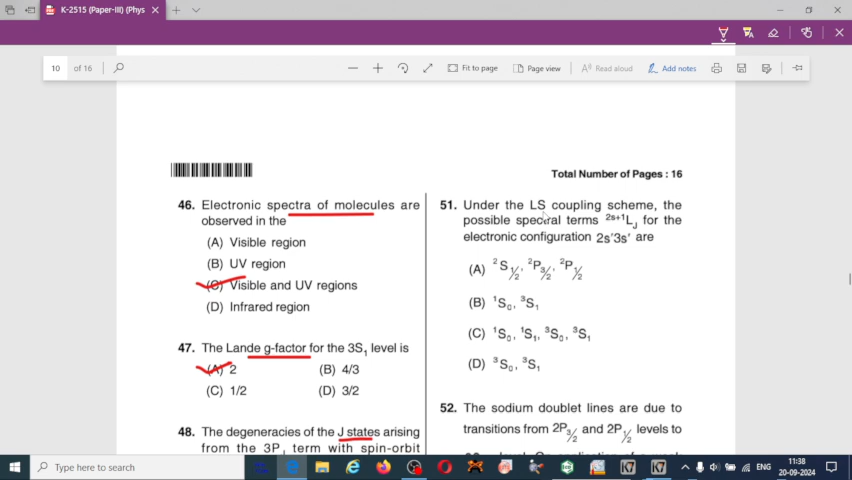 K-2515 (Paper-III) (Phys
10 of 16
Fit to page
Page view
Read aloud
Add notes
Total Number of Pages : 16
46. Electronic spectra of molecules are
observed in the
(A) Visible region
(B) UV region
(C) Visible and UV regions
(D) Infrared region
47. The Lande g-factor for the 3S₁ level is
(A) 2 (B) 4/3
(C) 1/2 (D) 3/2
48. The degeneracies of the J states arising
from the 3P term with spin-orbit
51. Under the LS coupling scheme, the
possible spectral terms ²ˢ⁺¹L_J for the
electronic configuration 2s′3s′ are
(A) ²S₁/₂, ²P₃/₂, ²P₁/₂
(B) ¹S₀, ³S₁
(C) ¹S₀, ¹S₁, ³S₀, ³S₁
(D) ³S₀, ³S₁
52. The sodium doublet lines are due to
transitions from 2P₃/₂ and 2P₁/₂ levels to
Type here to search
ENG
11:38
20-09-2024